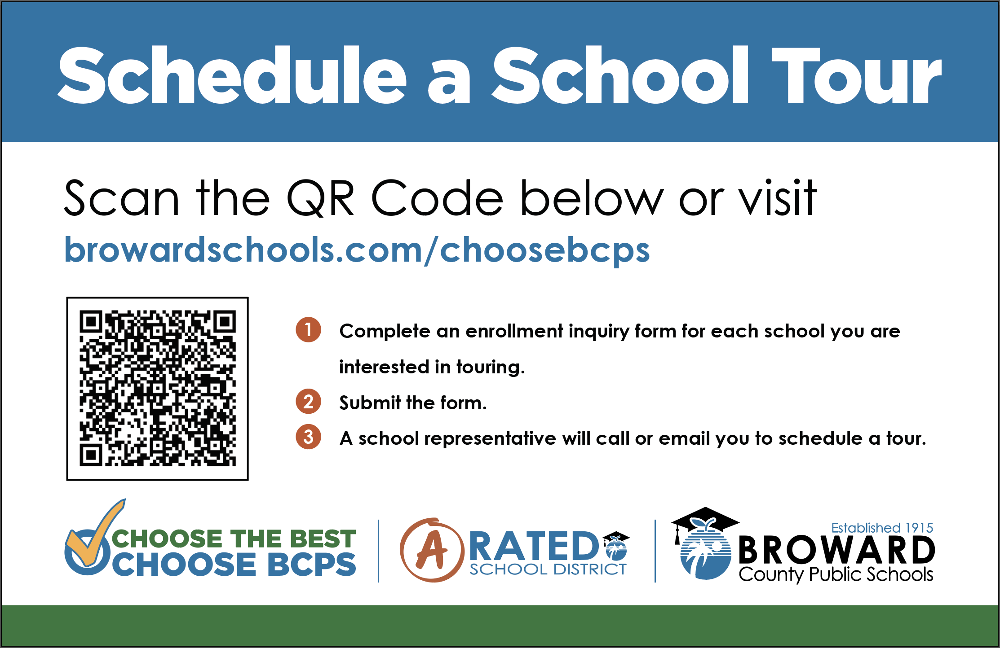 Schedule a School Tour
Scan the QR Code below or visit
browardschools.com/choosebcps
1 Complete an enrollment inquiry form for each school you are
interested in touring.
2 Submit the form.
3 A school representative will call or email you to schedule a tour.
CHOOSE THE BEST
CHOOSE BCPS
A RATED
SCHOOL DISTRICT
Established 1915
BROWARD
County Public Schools